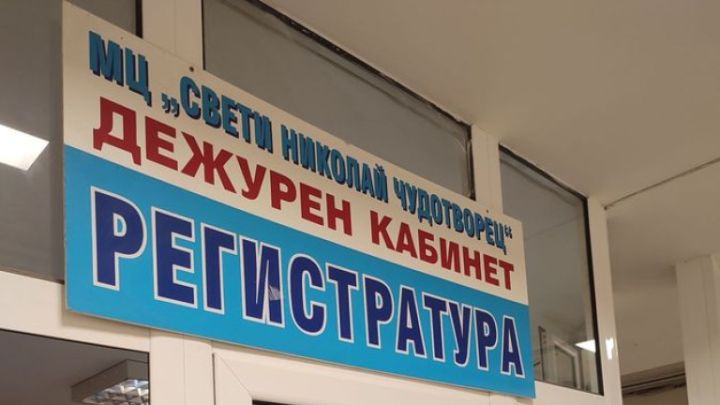 МЦ „СВЕТИ НИКОЛАЙ ЧУДОТВОРЕЦ“
ДЕЖУРЕН КАБИНЕТ
РЕГИСТРАТУРА